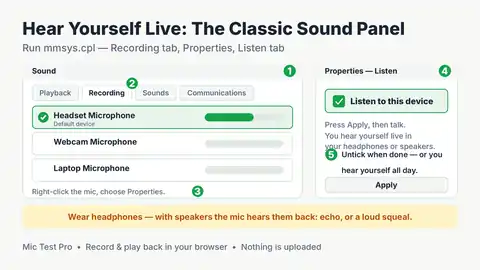 Hear Yourself Live: The Classic Sound Panel
Run mmsys.cpl — Recording tab, Properties, Listen tab
Sound
1
2
Playback
Recording
Sounds
Communications
Headset Microphone
Default device
Webcam Microphone
Laptop Microphone
Right-click the mic, choose Properties.
3
Properties — Listen
4
Listen to this device
Press Apply, then talk.
You hear yourself live in
your headphones or speakers.
5
Untick when done — or you
hear yourself all day.
Apply
Wear headphones — with speakers the mic hears them back: echo, or a loud squeal.
Mic Test Pro • Record & play back in your browser • Nothing is uploaded